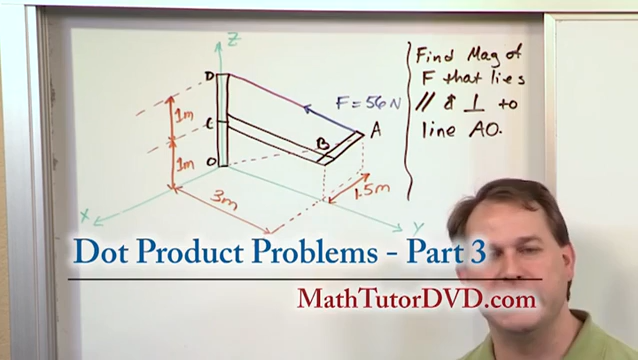 Z
D
1m
C
1m
O
X
3m
F = 56N
B
A
1.5m
Y
Find Mag of
F that lies
// & ⊥ to
line AO.
Dot Product Problems - Part 3
MathTutorDVD.com